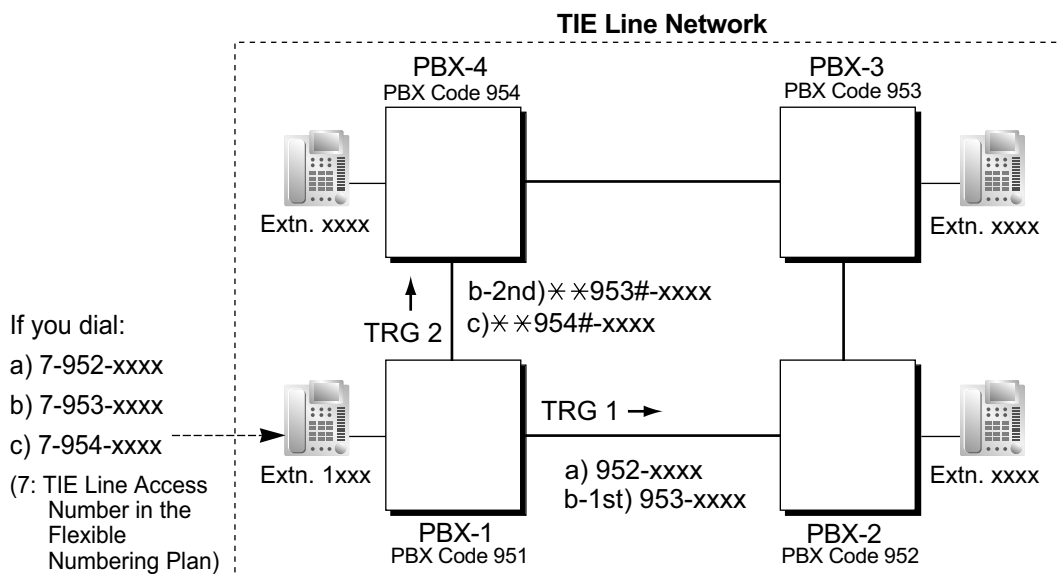 TIE Line Network
PBX-4
PBX Code 954
PBX-3
PBX Code 953
Extn. xxxx
Extn. xxxx
b-2nd)✳✳953#-xxxx
c)✳✳954#-xxxx
TRG 2
If you dial:
a) 7-952-xxxx
b) 7-953-xxxx
c) 7-954-xxxx
(7: TIE Line Access
Number in the
Flexible
Numbering Plan)
Extn. 1xxx
TRG 1
a) 952-xxxx
b-1st) 953-xxxx
Extn. xxxx
PBX-1
PBX Code 951
PBX-2
PBX Code 952